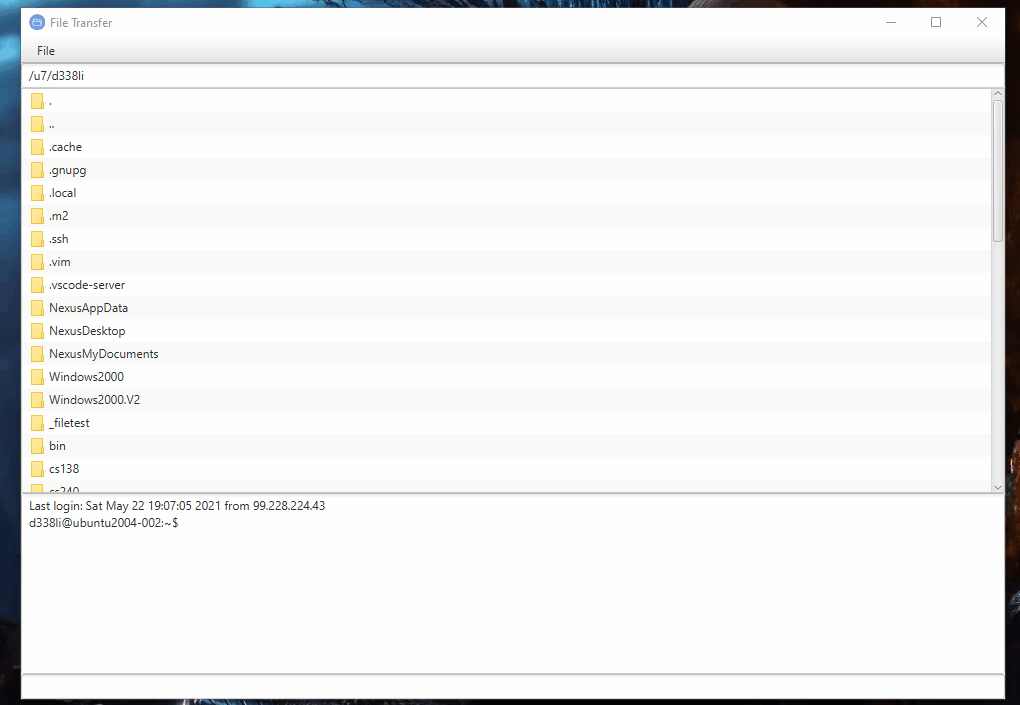 File Transfer
File
/u7/d338li
.
..
.cache
.gnupg
.local
.m2
.ssh
.vim
.vscode-server
NexusAppData
NexusDesktop
NexusMyDocuments
Windows2000
Windows2000.V2
_filetest
bin
cs138
cs240
Last login: Sat May 22 19:07:05 2021 from 99.228.224.43
d338li@ubuntu2004-002:~$